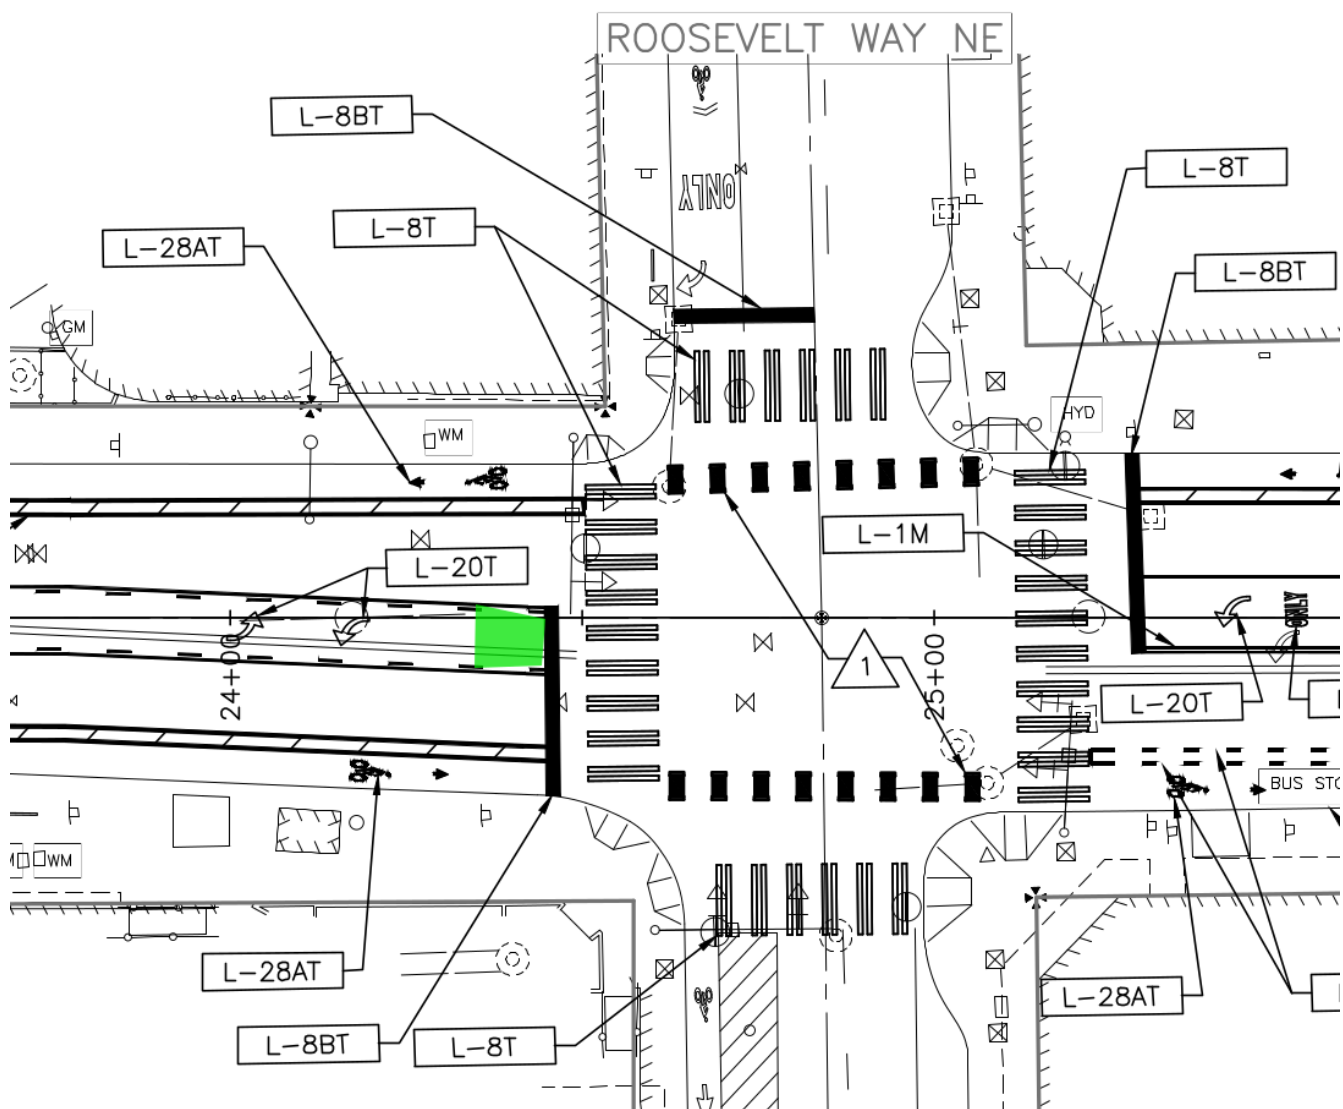 ROOSEVELT WAY NE
L-8BT
ONLY
L-8T
L-8T
L-28AT
L-8BT
GM
HYD
WM
L-1M
L-20T
ONLY
24+00
1
25+00
L-20T
BUS STO
WM
L-28AT
L-28AT
L-8BT
L-8T